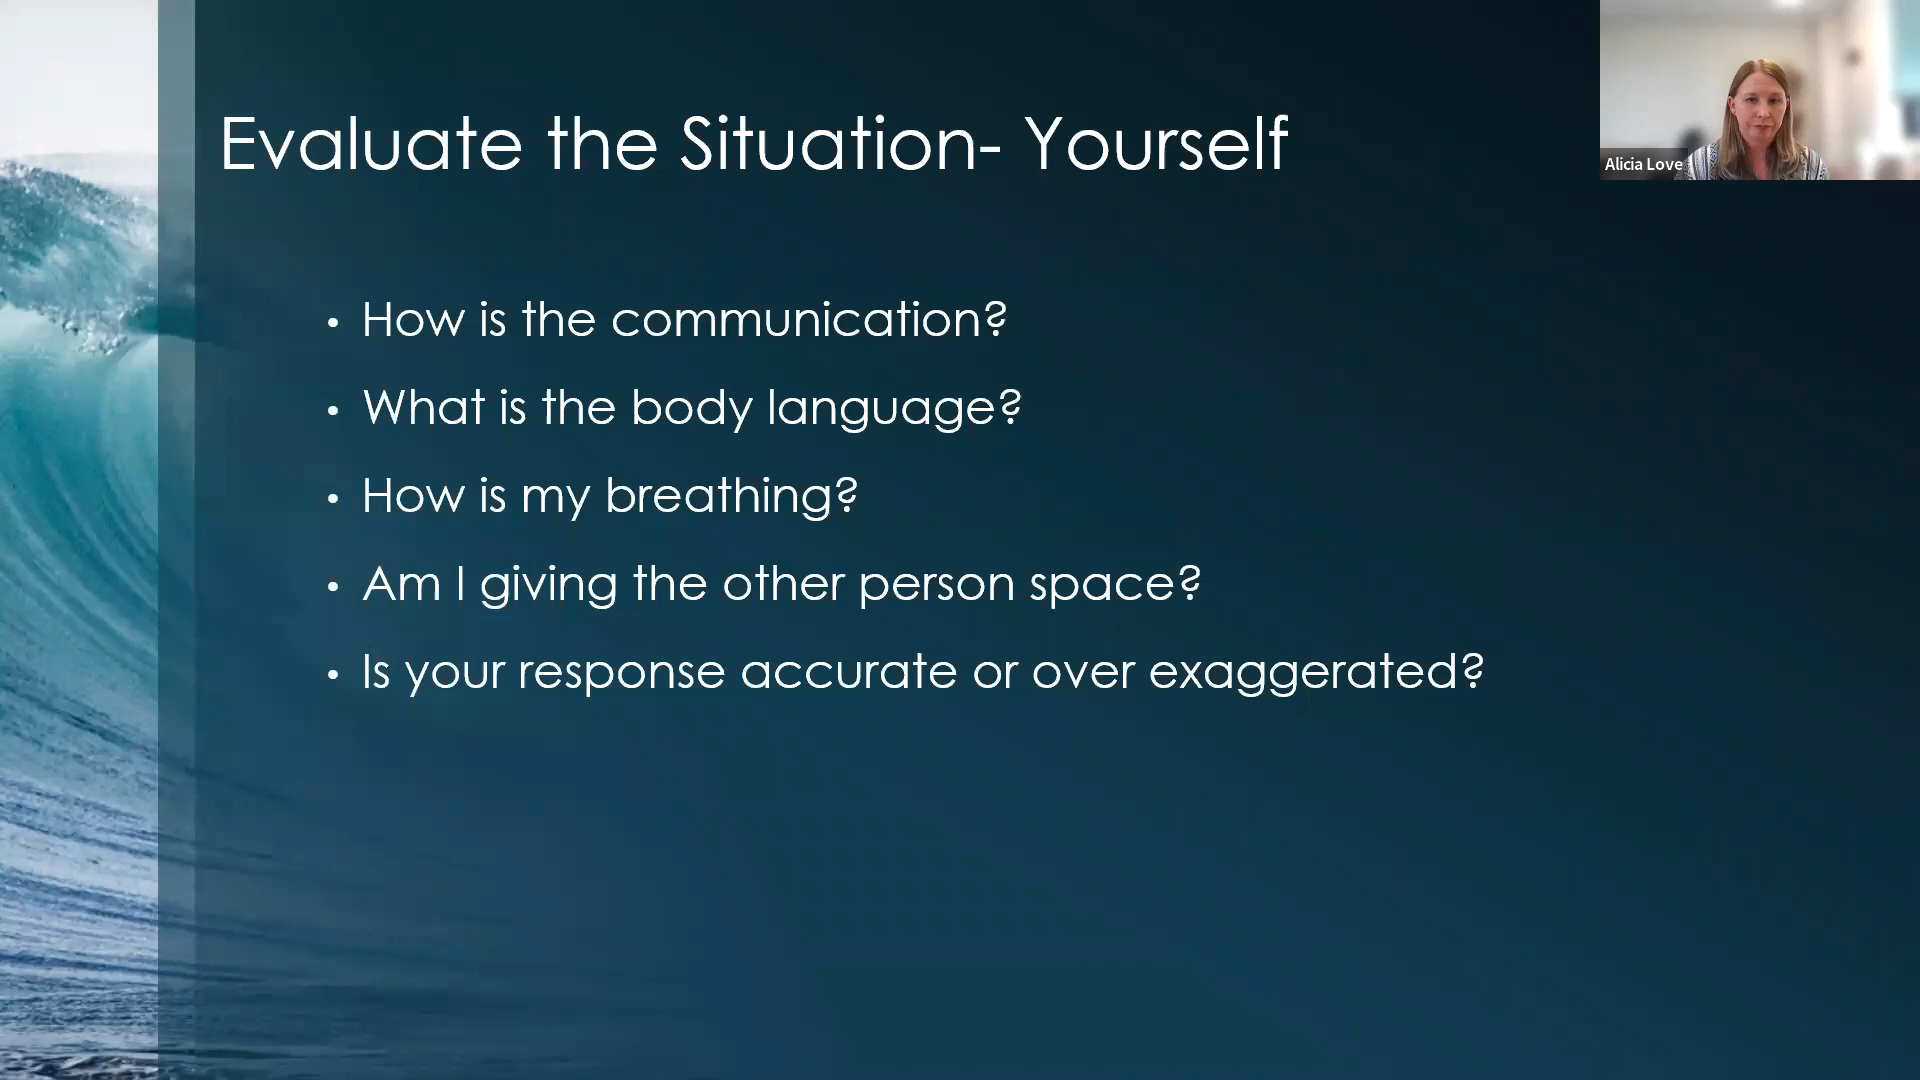 Evaluate the Situation- Yourself
Alicia Love
• How is the communication?
• What is the body language?
• How is my breathing?
• Am I giving the other person space?
• Is your response accurate or over exaggerated?